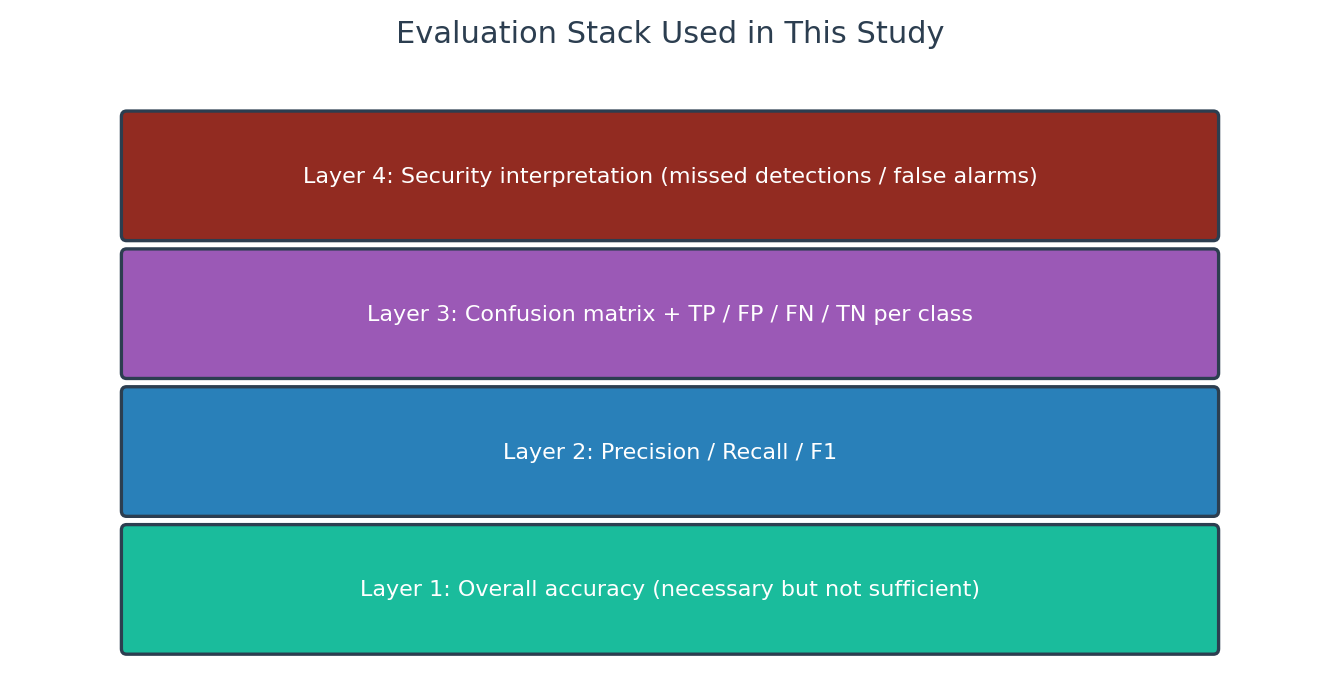 Evaluation Stack Used in This Study
Layer 4: Security interpretation (missed detections / false alarms)
Layer 3: Confusion matrix + TP / FP / FN / TN per class
Layer 2: Precision / Recall / F1
Layer 1: Overall accuracy (necessary but not sufficient)